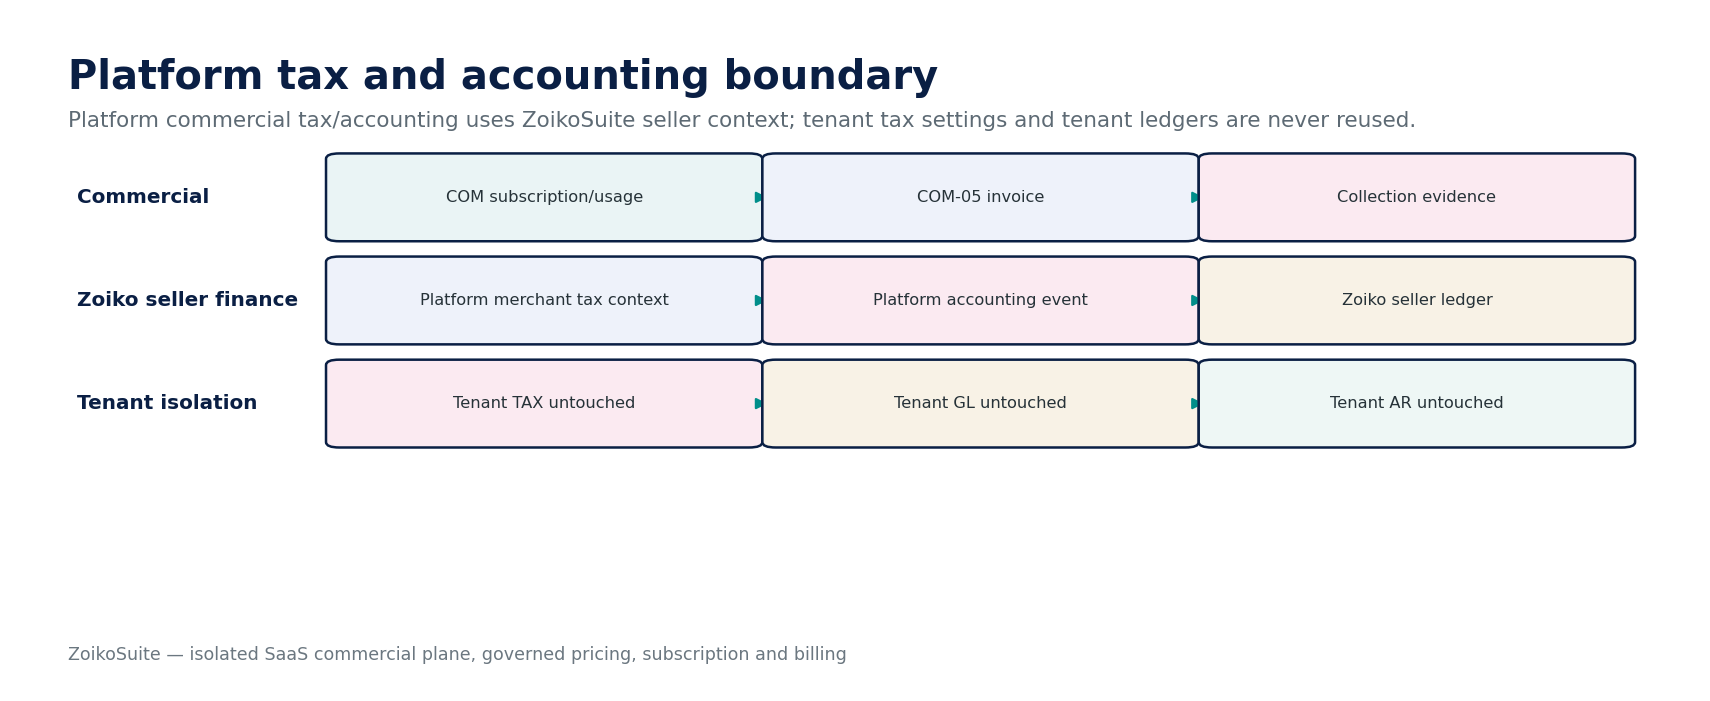 Platform tax and accounting boundary
Platform commercial tax/accounting uses ZoikoSuite seller context; tenant tax settings and tenant ledgers are never reused.
Commercial
COM subscription/usage
COM-05 invoice
Collection evidence
Zoiko seller finance
Platform merchant tax context
Platform accounting event
Zoiko seller ledger
Tenant isolation
Tenant TAX untouched
Tenant GL untouched
Tenant AR untouched
ZoikoSuite — isolated SaaS commercial plane, governed pricing, subscription and billing